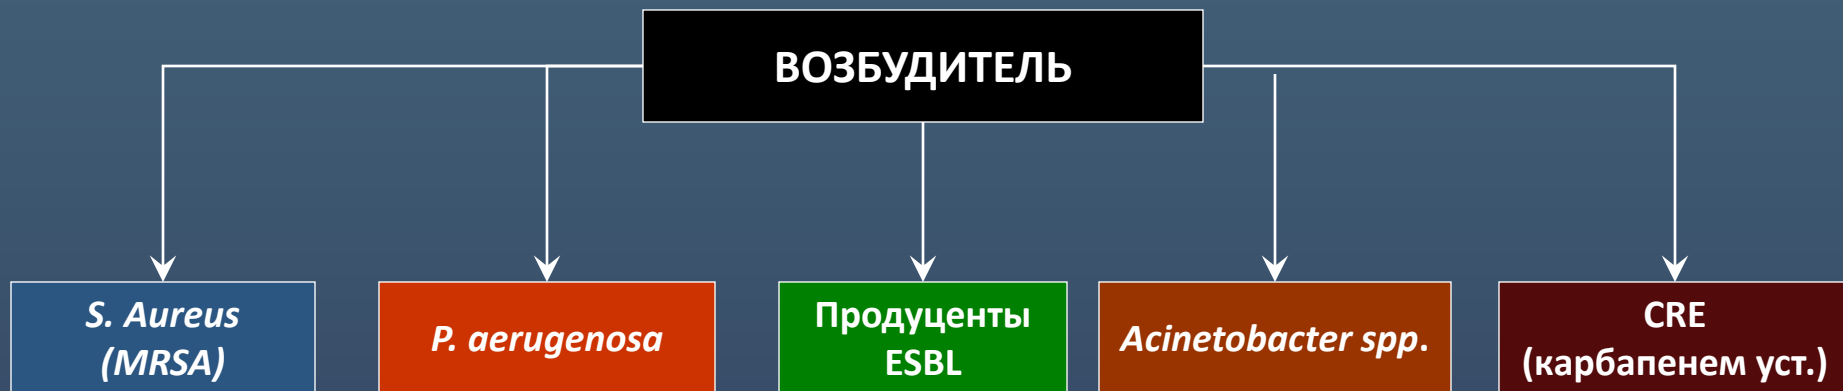 ВОЗБУДИТЕЛЬ
S. Aureus
(MRSA)
P. aerugenosa
Продуценты
ESBL
Acinetobacter spp.
CRE
(карбапенем уст.)